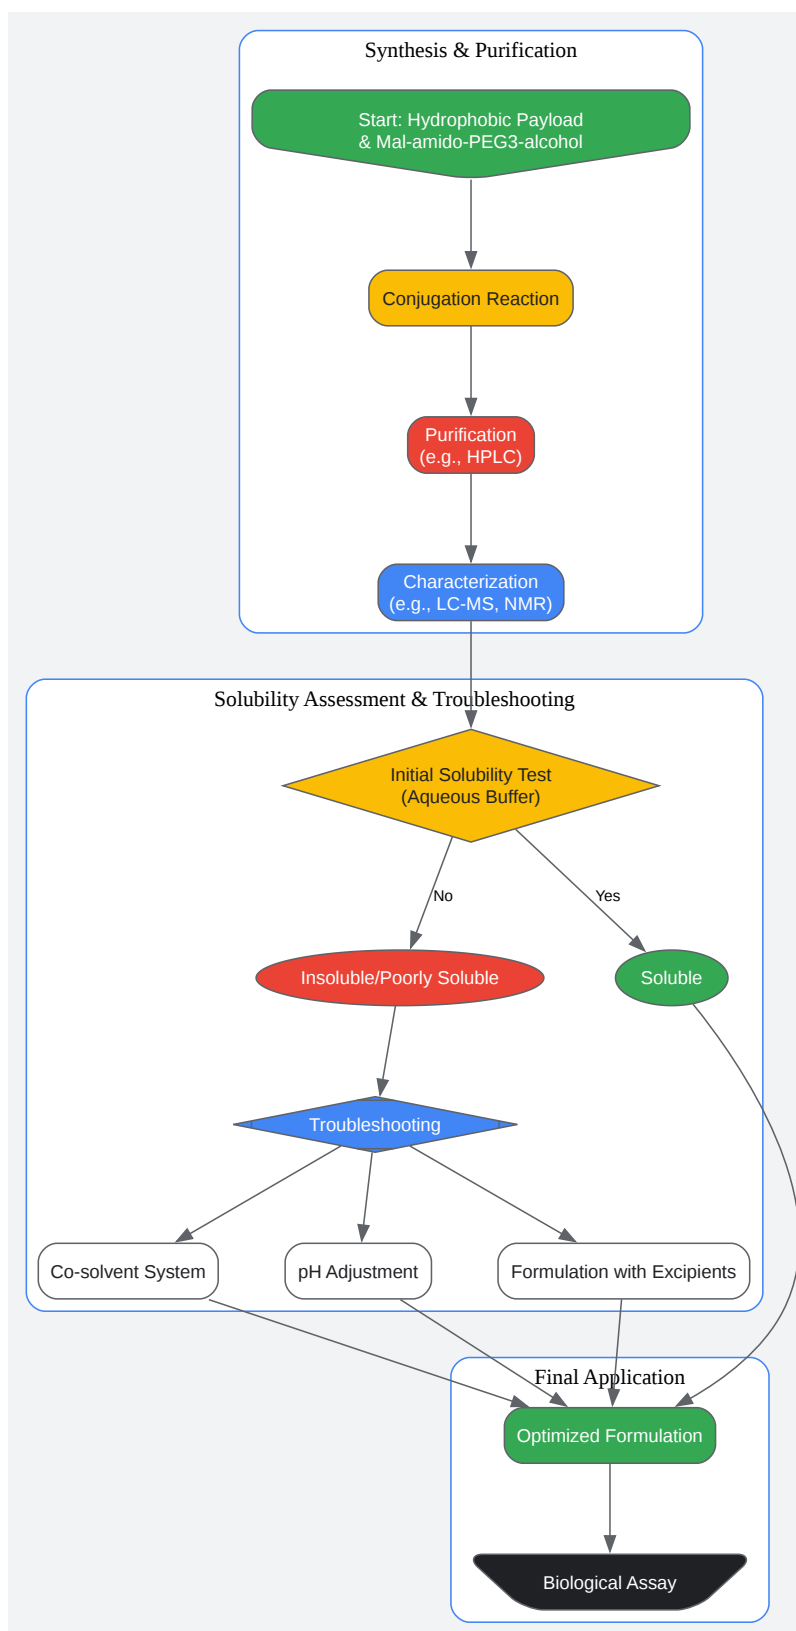 Synthesis & Purification
Start: Hydrophobic Payload
& Mal-amido-PEG3-alcohol
Conjugation Reaction
Purification
(e.g., HPLC)
Characterization
(e.g., LC-MS, NMR)
Solubility Assessment & Troubleshooting
Initial Solubility Test
(Aqueous Buffer)
No
Yes
Insoluble/Poorly Soluble
Soluble
Troubleshooting
Co-solvent System
pH Adjustment
Formulation with Excipients
Final Application
Optimized Formulation
Biological Assay